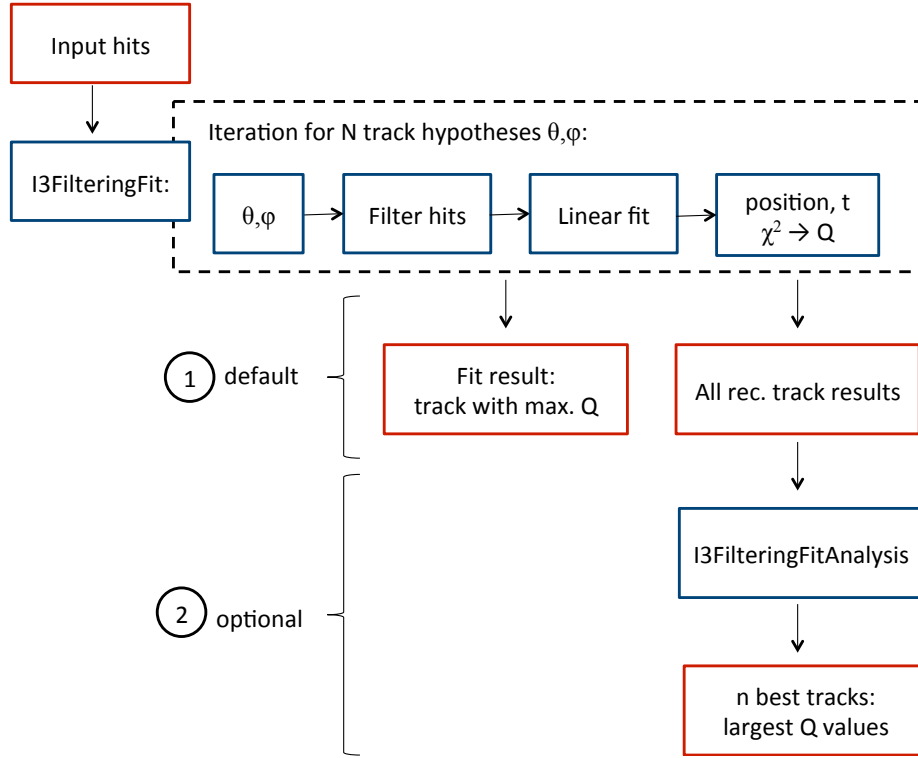 Input hits
Iteration for N track hypotheses θ,φ:
I3FilteringFit:
θ,φ
Filter hits
Linear fit
position, t
χ² → Q
1 default
Fit result:
track with max. Q
All rec. track results
I3FilteringFitAnalysis
2 optional
n best tracks:
largest Q values